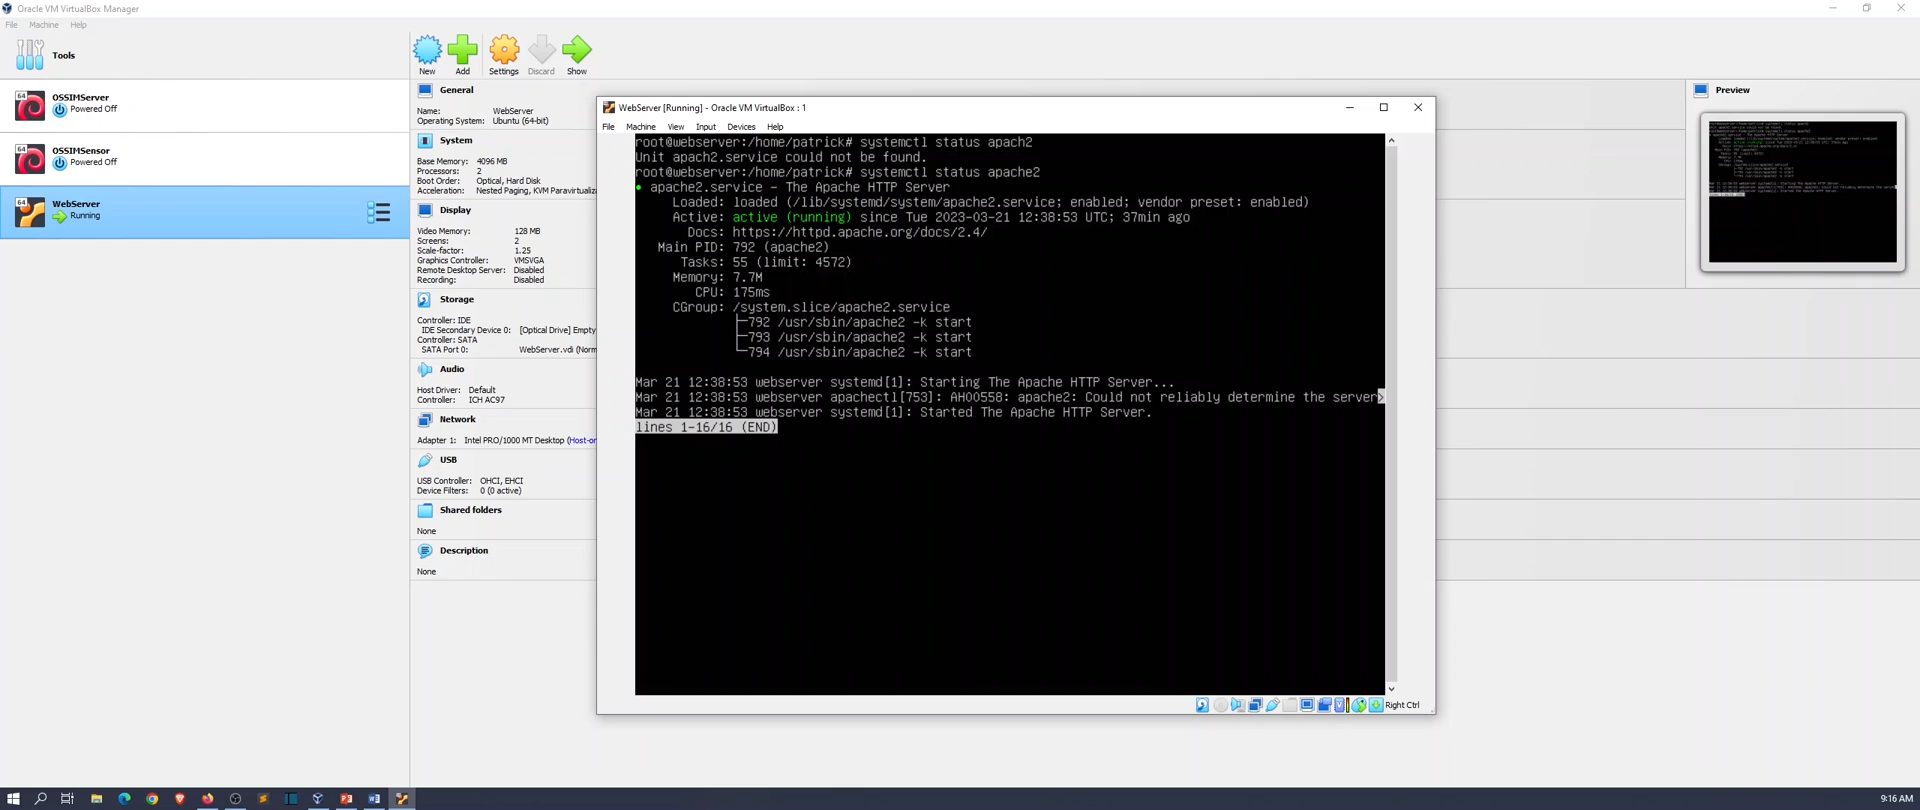 Oracle VM VirtualBox Manager
File Machine Help
Tools
New Add Settings Discard Show
64 OSSIMServer
Powered Off
64 OSSIMSensor
Powered Off
64 WebServer
Running
General
Name: WebServer
Operating System: Ubuntu (64-bit)
System
Base Memory: 4096 MB
Processors: 2
Boot Order: Optical, Hard Disk
Acceleration: Nested Paging, KVM Paravirtualiz
Display
Video Memory: 128 MB
Screens: 2
Scale-factor: 1.25
Graphics Controller: VMSVGA
Remote Desktop Server: Disabled
Recording: Disabled
Storage
Controller: IDE
IDE Secondary Device 0: [Optical Drive] Empty
Controller: SATA
SATA Port 0: WebServer.vdi (Norm
Audio
Host Driver: Default
Controller: ICH AC97
Network
Adapter 1: Intel PRO/1000 MT Desktop (Host-or
USB
USB Controller: OHCI, EHCI
Device Filters: 0 (0 active)
Shared folders
None
Description
None
WebServer [Running] - Oracle VM VirtualBox : 1
File Machine View Input Devices Help
root@webserver:/home/patrick# systemctl status apach2
Unit apach2.service could not be found.
root@webserver:/home/patrick# systemctl status apache2
● apache2.service - The Apache HTTP Server
Loaded: loaded (/lib/systemd/system/apache2.service; enabled; vendor preset: enabled)
Active: active (running) since Tue 2023-03-21 12:38:53 UTC; 37min ago
Docs: https://httpd.apache.org/docs/2.4/
Main PID: 792 (apache2)
Tasks: 55 (limit: 4572)
Memory: 7.7M
CPU: 175ms
CGroup: /system.slice/apache2.service
├─792 /usr/sbin/apache2 -k start
├─793 /usr/sbin/apache2 -k start
└─794 /usr/sbin/apache2 -k start
Mar 21 12:38:53 webserver systemd[1]: Starting The Apache HTTP Server...
Mar 21 12:38:53 webserver apachectl[753]: AH00558: apache2: Could not reliably determine the server>
Mar 21 12:38:53 webserver systemd[1]: Started The Apache HTTP Server.
lines 1-16/16 (END)
Right Ctrl
Preview
9:16 AM